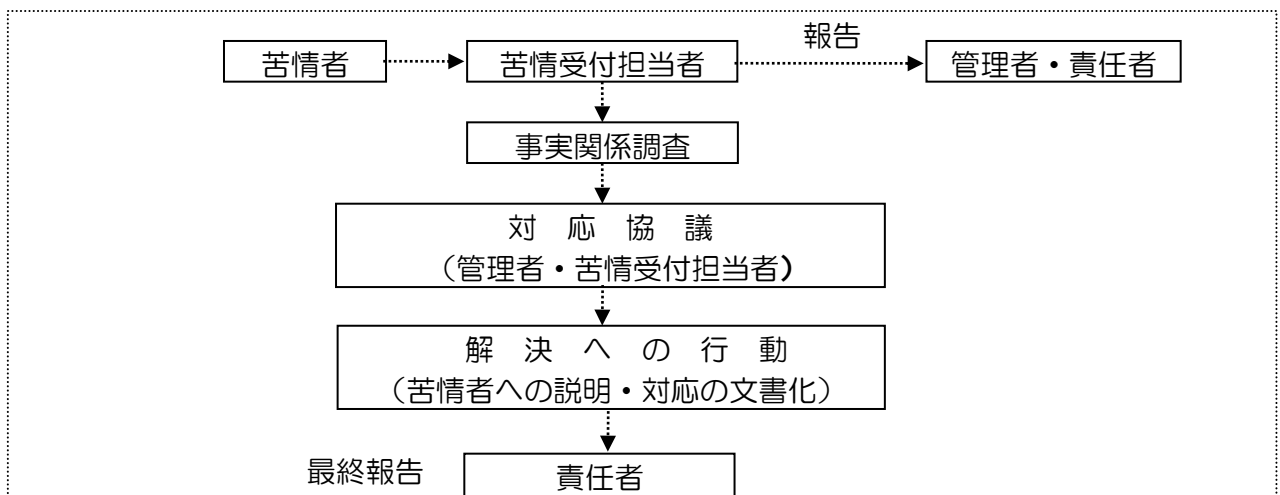 報告
苦情者
苦情受付担当者
管理者・責任者
事実関係調査
対 応 協 議
（管理者・苦情受付担当者）
解 決 へ の 行 動
（苦情者への説明・対応の文書化）
最終報告
責任者